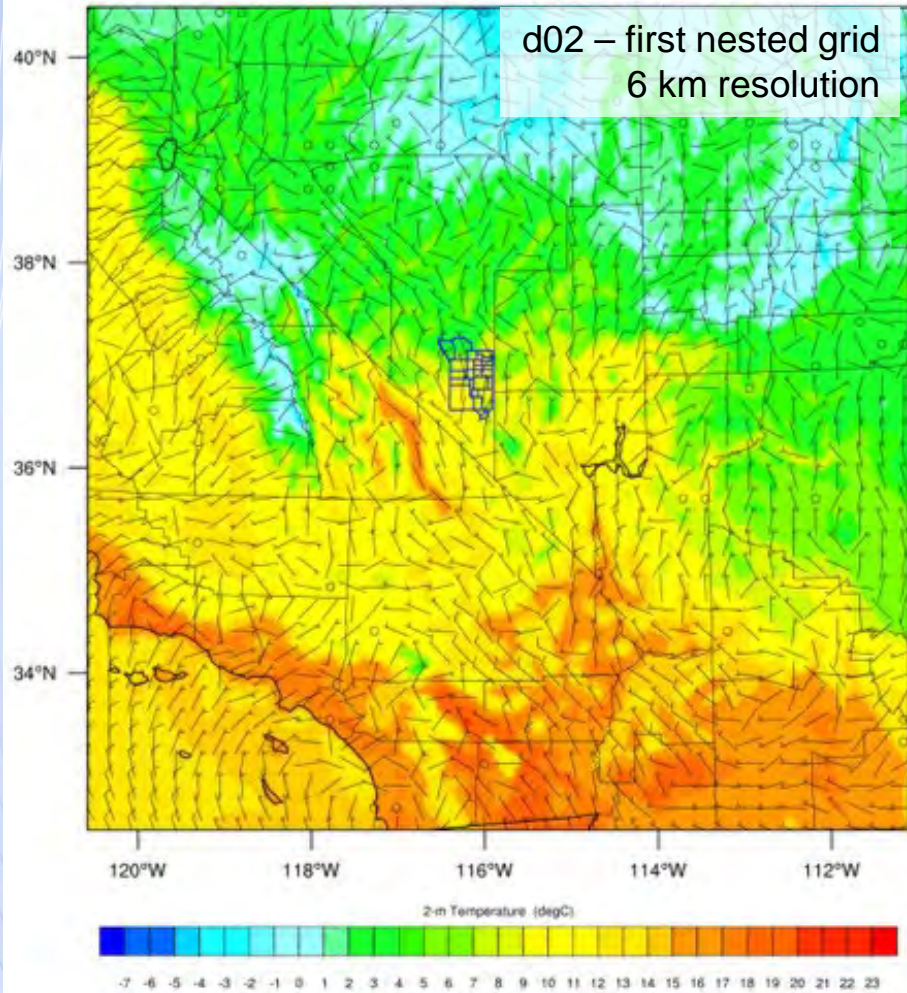 d02 – first nested grid
6 km resolution
40°N
38°N
36°N
34°N
120°W 118°W 116°W 114°W 112°W
2-m Temperature (degC)
-7 -6 -5 -4 -3 -2 -1 0 1 2 3 4 5 6 7 8 9 10 11 12 13 14 15 16 17 18 19 20 21 22 23